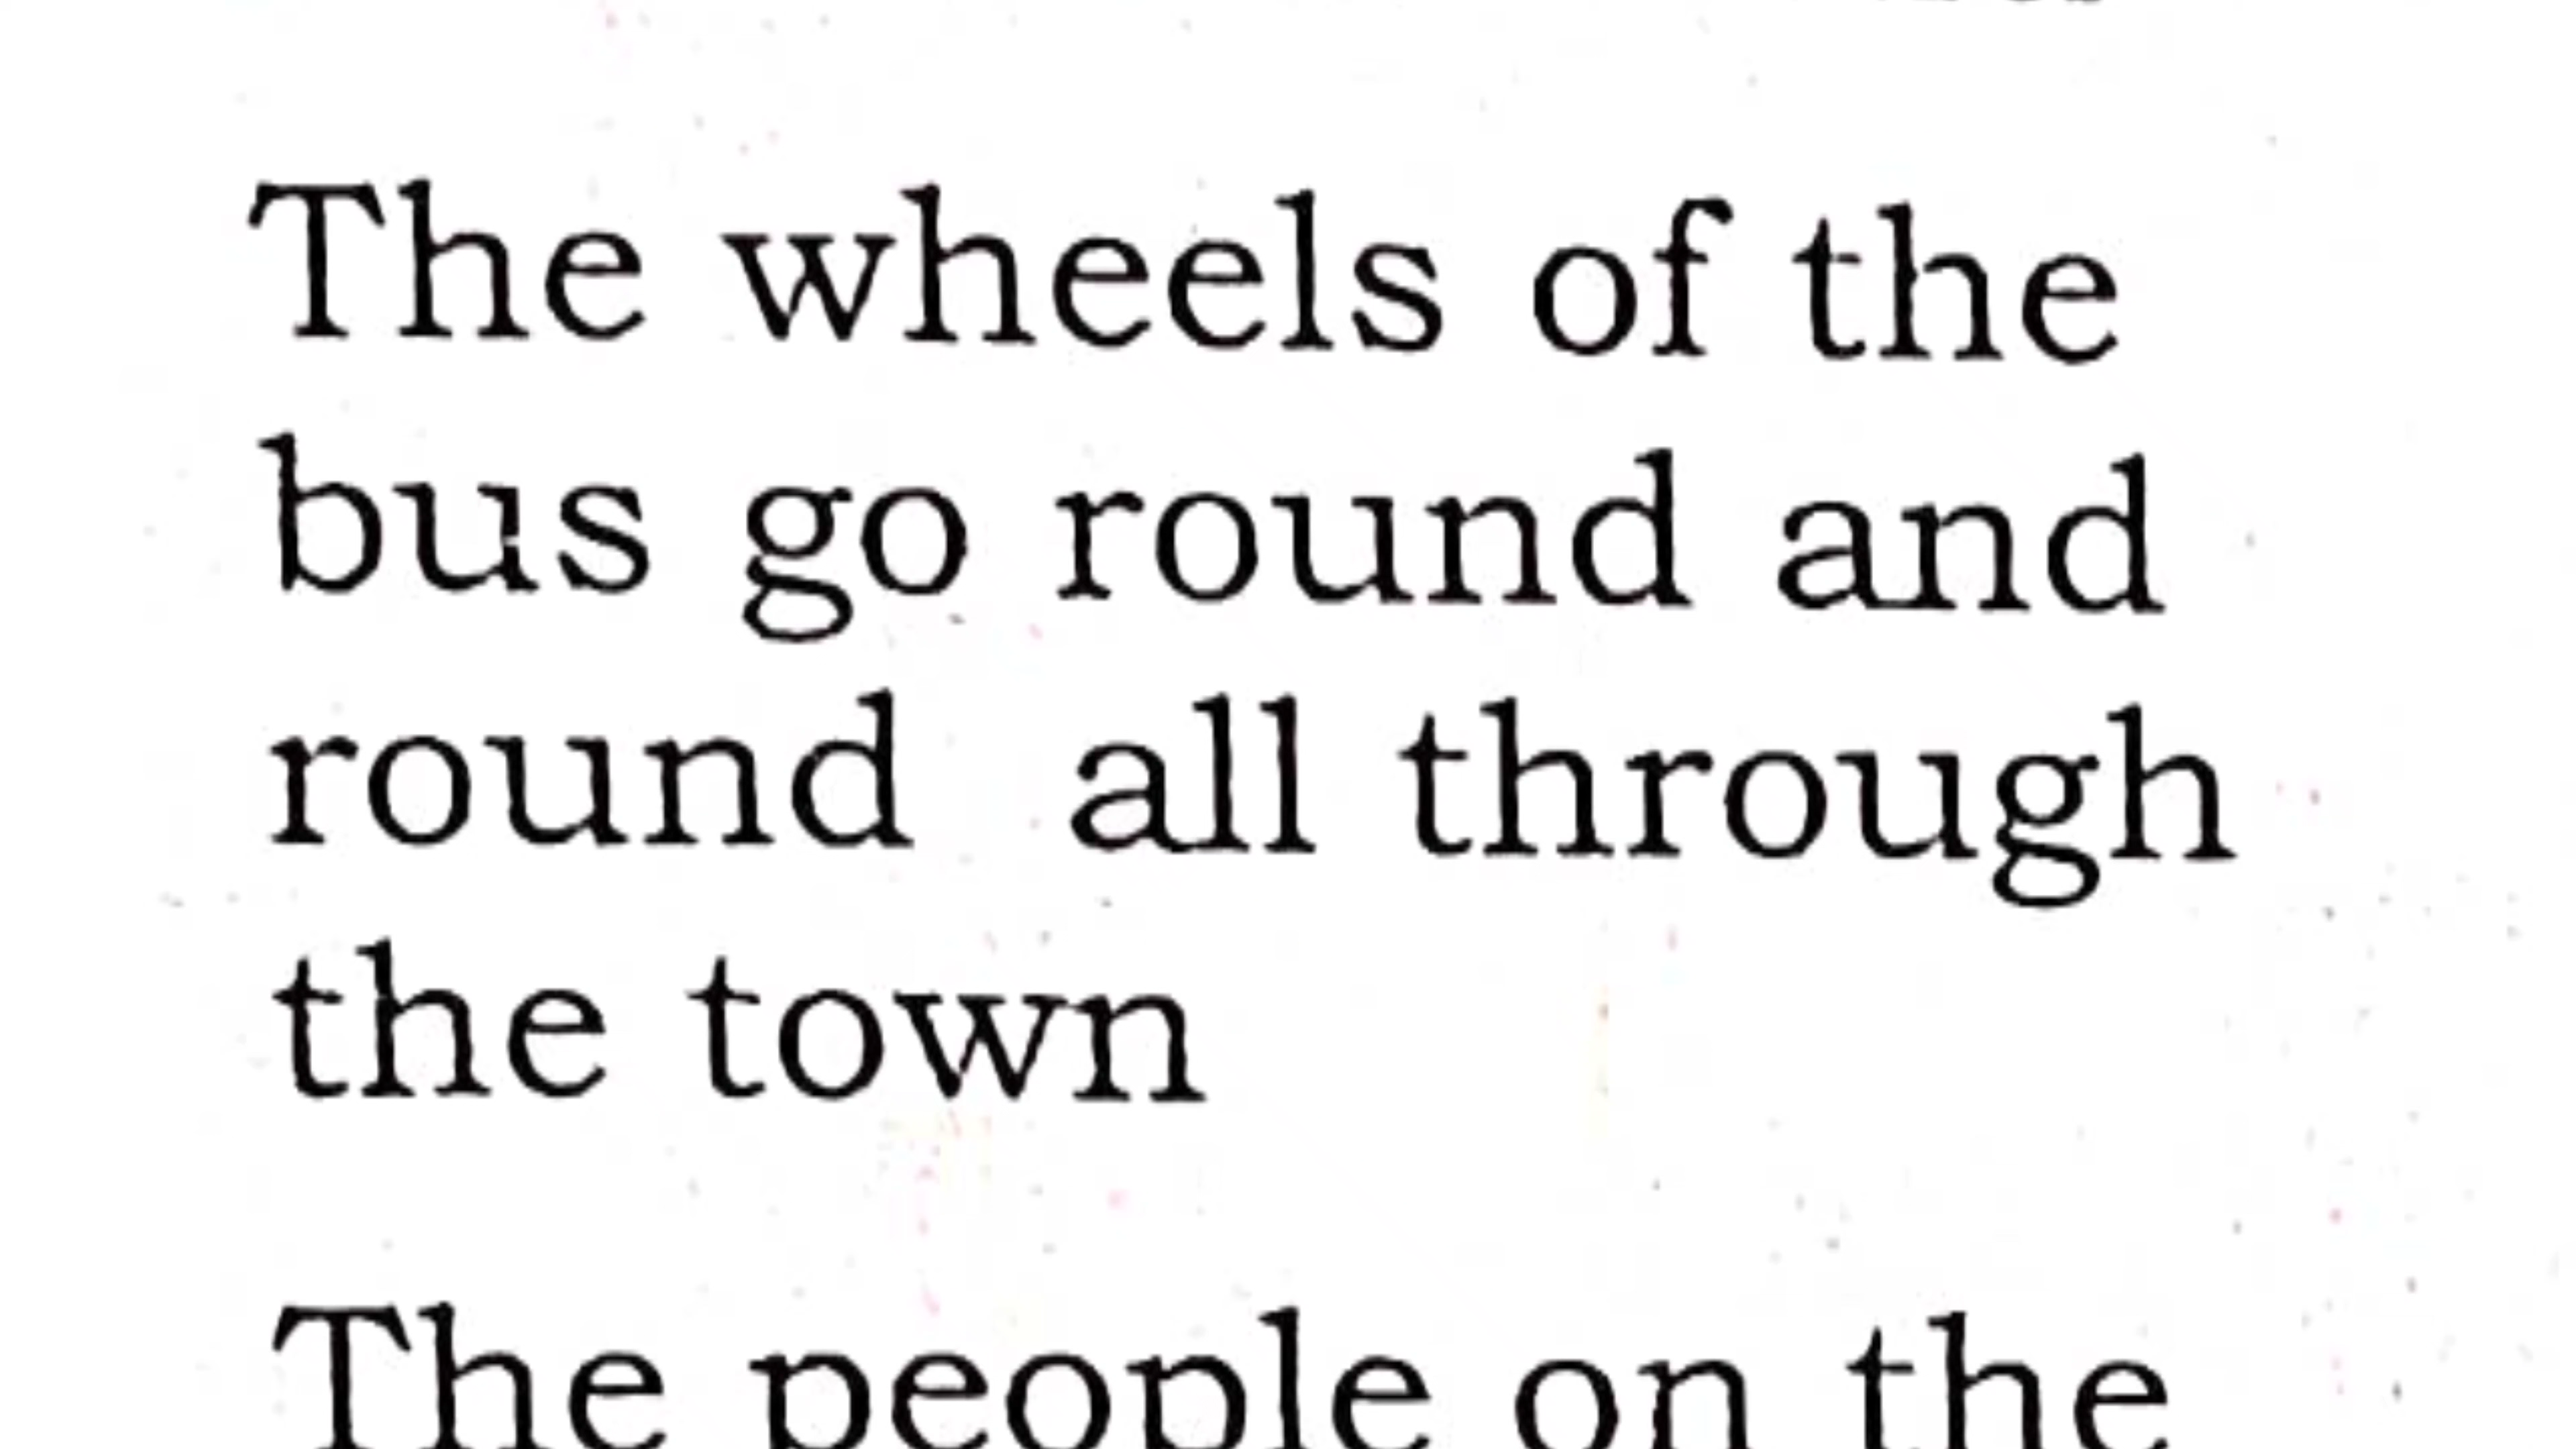 The wheels of the
bus go round and
round all through
the town
The people on the